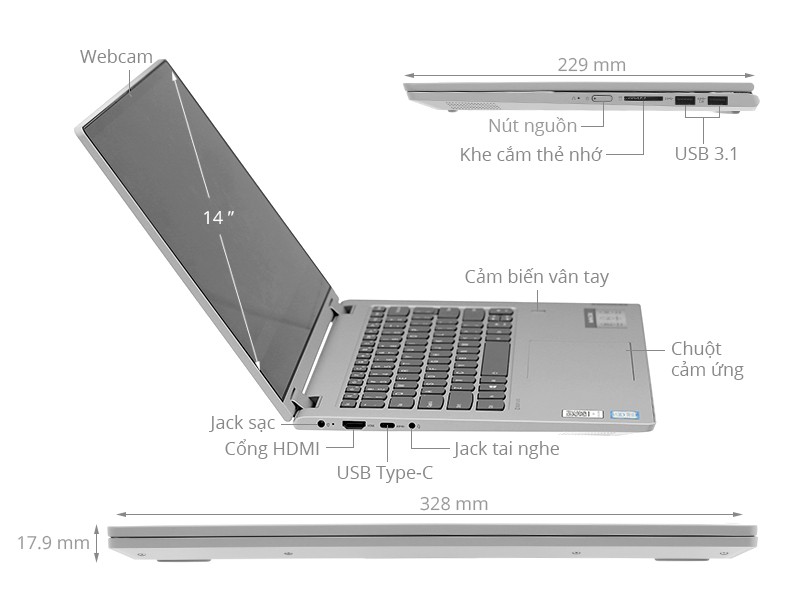 Webcam
229 mm
Nút nguồn
Khe cắm thẻ nhớ
USB 3.1
14 ”
Cảm biến vân tay
Chuột
cảm ứng
Jack sạc
Cổng HDMI
USB Type-C
Jack tai nghe
328 mm
17.9 mm